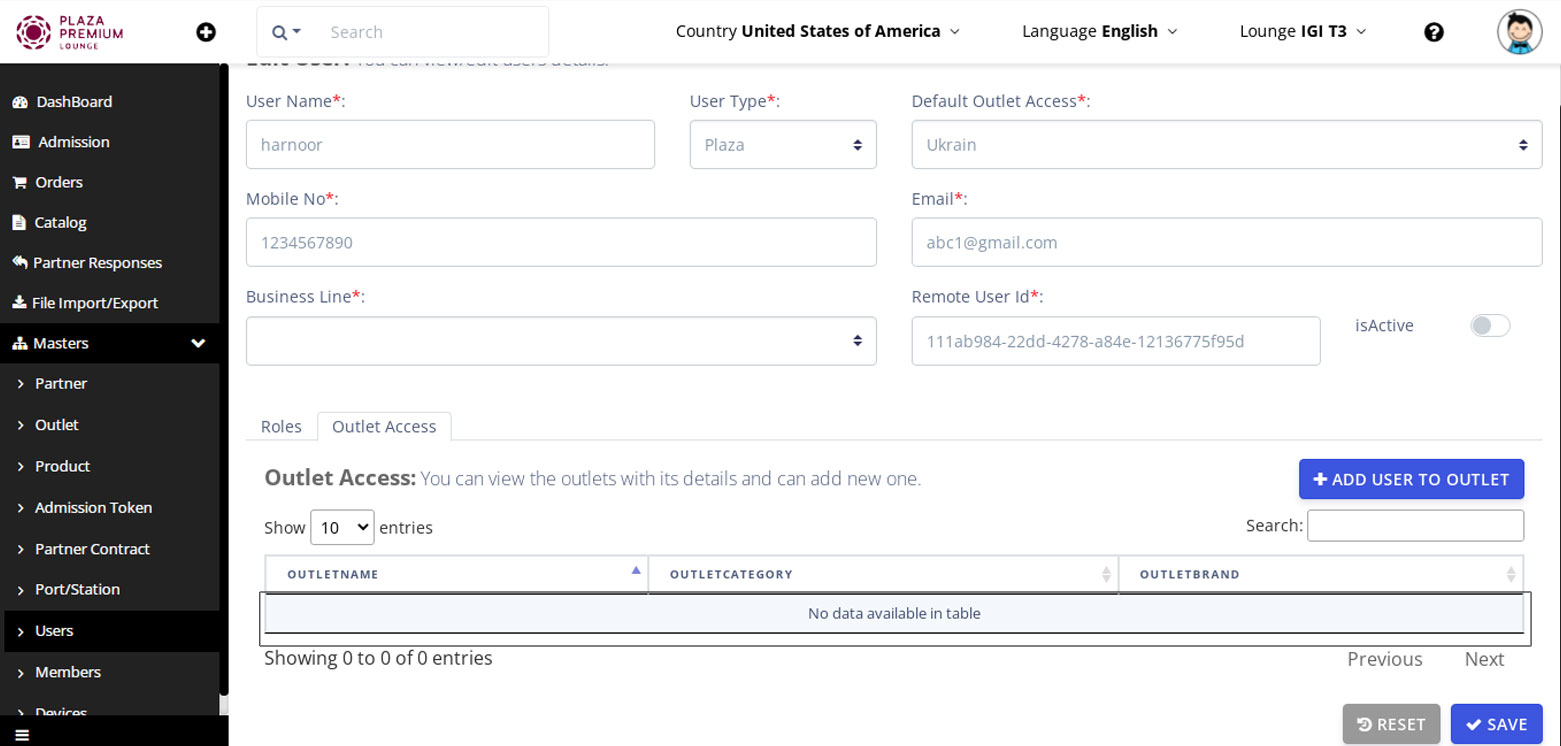 PLAZA
PREMIUM
LOUNGE
Search
Country United States of America
Language English
Lounge IGI T3
DashBoard
Admission
Orders
Catalog
Partner Responses
File Import/Export
Masters
Partner
Outlet
Product
Admission Token
Partner Contract
Port/Station
Users
Members
Devices
Edit User: You can view/edit users details.
User Name*:
User Type*:
Default Outlet Access*:
harnoor
Plaza
Ukrain
Mobile No*:
Email*:
1234567890
abc1@gmail.com
Business Line*:
Remote User Id*:
111ab984-22dd-4278-a84e-12136775f95d
isActive
Roles
Outlet Access
Outlet Access: You can view the outlets with its details and can add new one.
ADD USER TO OUTLET
Show 10 entries
Search:
OUTLETNAME
OUTLETCATEGORY
OUTLETBRAND
No data available in table
Showing 0 to 0 of 0 entries
Previous
Next
RESET
SAVE